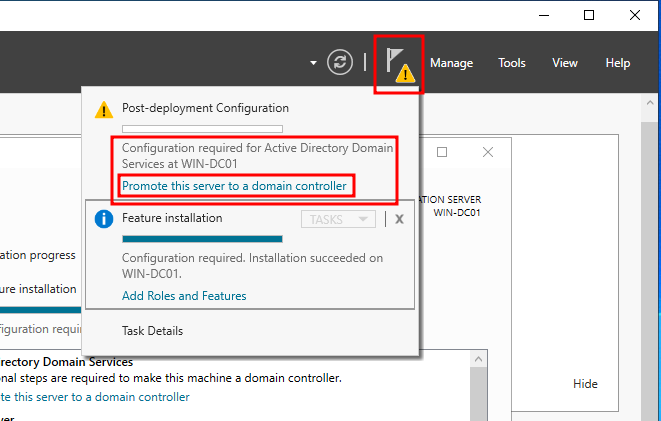 Manage Tools View Help
Post-deployment Configuration
Configuration required for Active Directory Domain
Services at WIN-DC01
Promote this server to a domain controller
Feature installation
TASKS
X
Configuration required. Installation succeeded on
WIN-DC01.
Add Roles and Features
Task Details
ATION SERVER
WIN-DC01
ation progress
ure installation
figuration requi
irectory Domain Services
onal steps are required to make this machine a domain controller.
te this server to a domain controller
ver
Hide